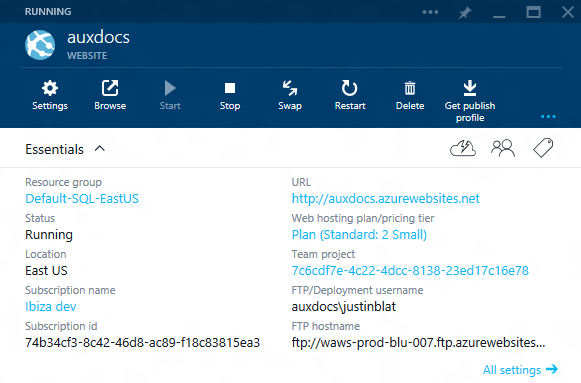 RUNNING
auxdocs
WEBSITE
Settings
Browse
Start
Stop
Swap
Restart
Delete
Get publish
profile
Essentials
Resource group
Default-SQL-EastUS
Status
Running
Location
East US
Subscription name
Ibiza dev
Subscription id
74b34cf3-8c42-46d8-ac89-f18c83815ea3
URL
http://auxdocs.azurewebsites.net
Web hosting plan/pricing tier
Plan (Standard: 2 Small)
Team project
7c6cdf7e-4c22-4dcc-8138-23ed17c16e78
FTP/Deployment username
auxdocs\justinblat
FTP hostname
ftp://waws-prod-blu-007.ftp.azurewebsites...
All settings